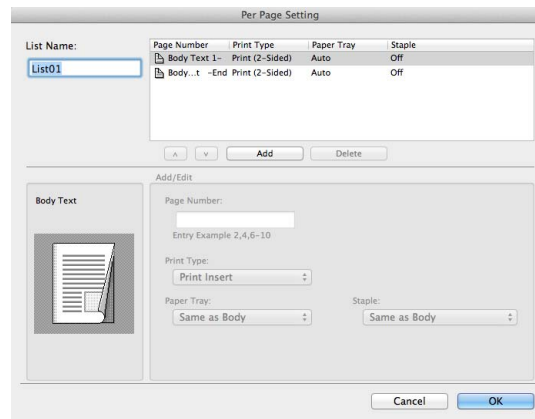 Per Page Setting
List Name:
List01
Page Number Print Type Paper Tray Staple
Body Text 1- Print (2-Sided) Auto Off
Body...t -End Print (2-Sided) Auto Off
Add Delete
Add/Edit
Body Text
Page Number:
Entry Example 2,4,6-10
Print Type:
Print Insert
Paper Tray: Staple:
Same as Body Same as Body
Cancel OK